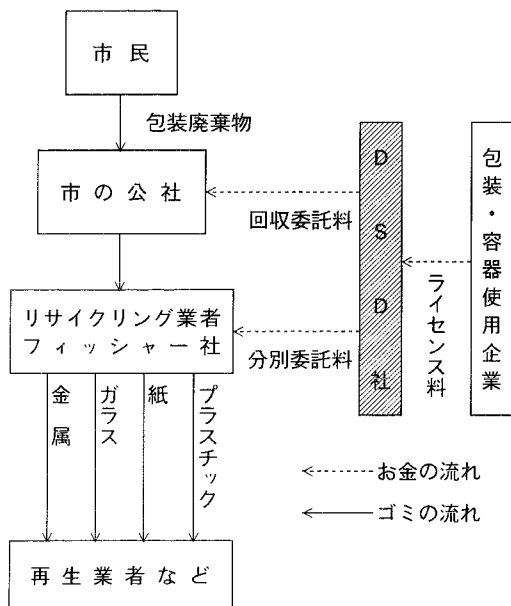 市民
包装廃棄物
市の公社
回収委託料
リサイクリング業者
フィッシャー社
分別委託料
DSD社
ライセンス料
包装・容器使用企業
金属
ガラス
紙
プラスチック
お金の流れ
ゴミの流れ
再生業者など